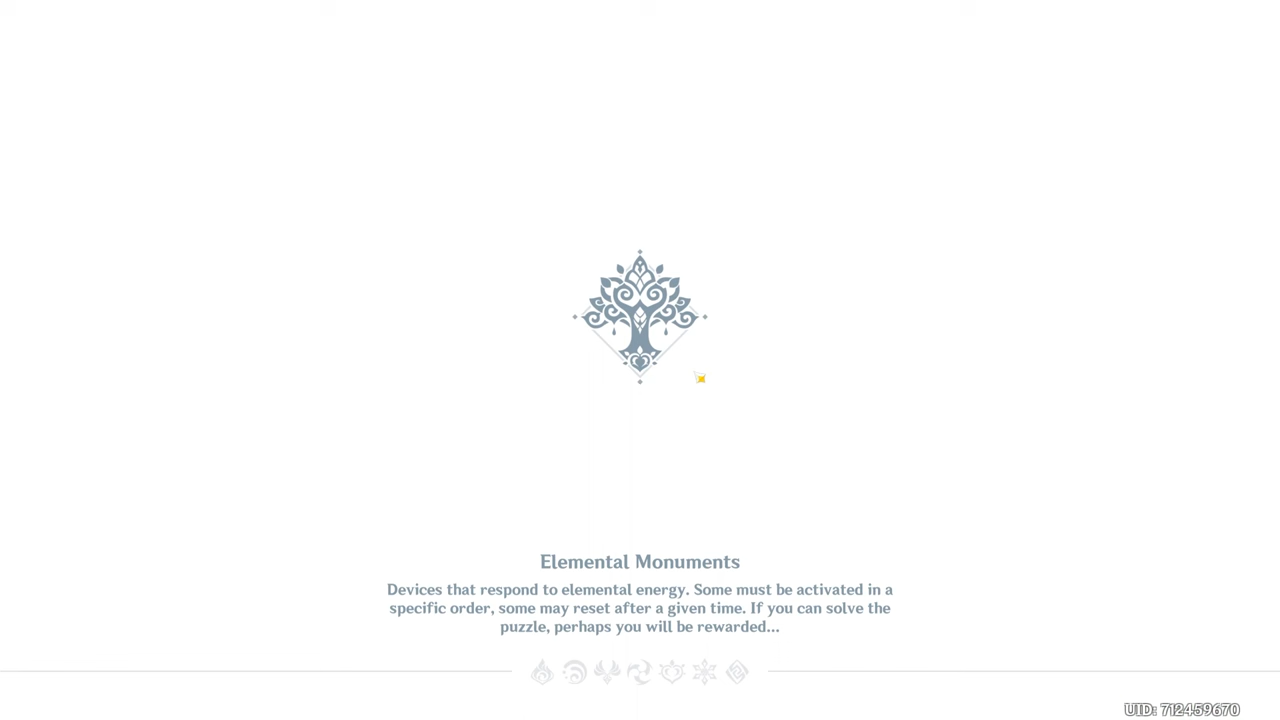 Elemental Monuments
Devices that respond to elemental energy. Some must be activated in a
specific order, some may reset after a given time. If you can solve the
puzzle, perhaps you will be rewarded...
UID: 712459670